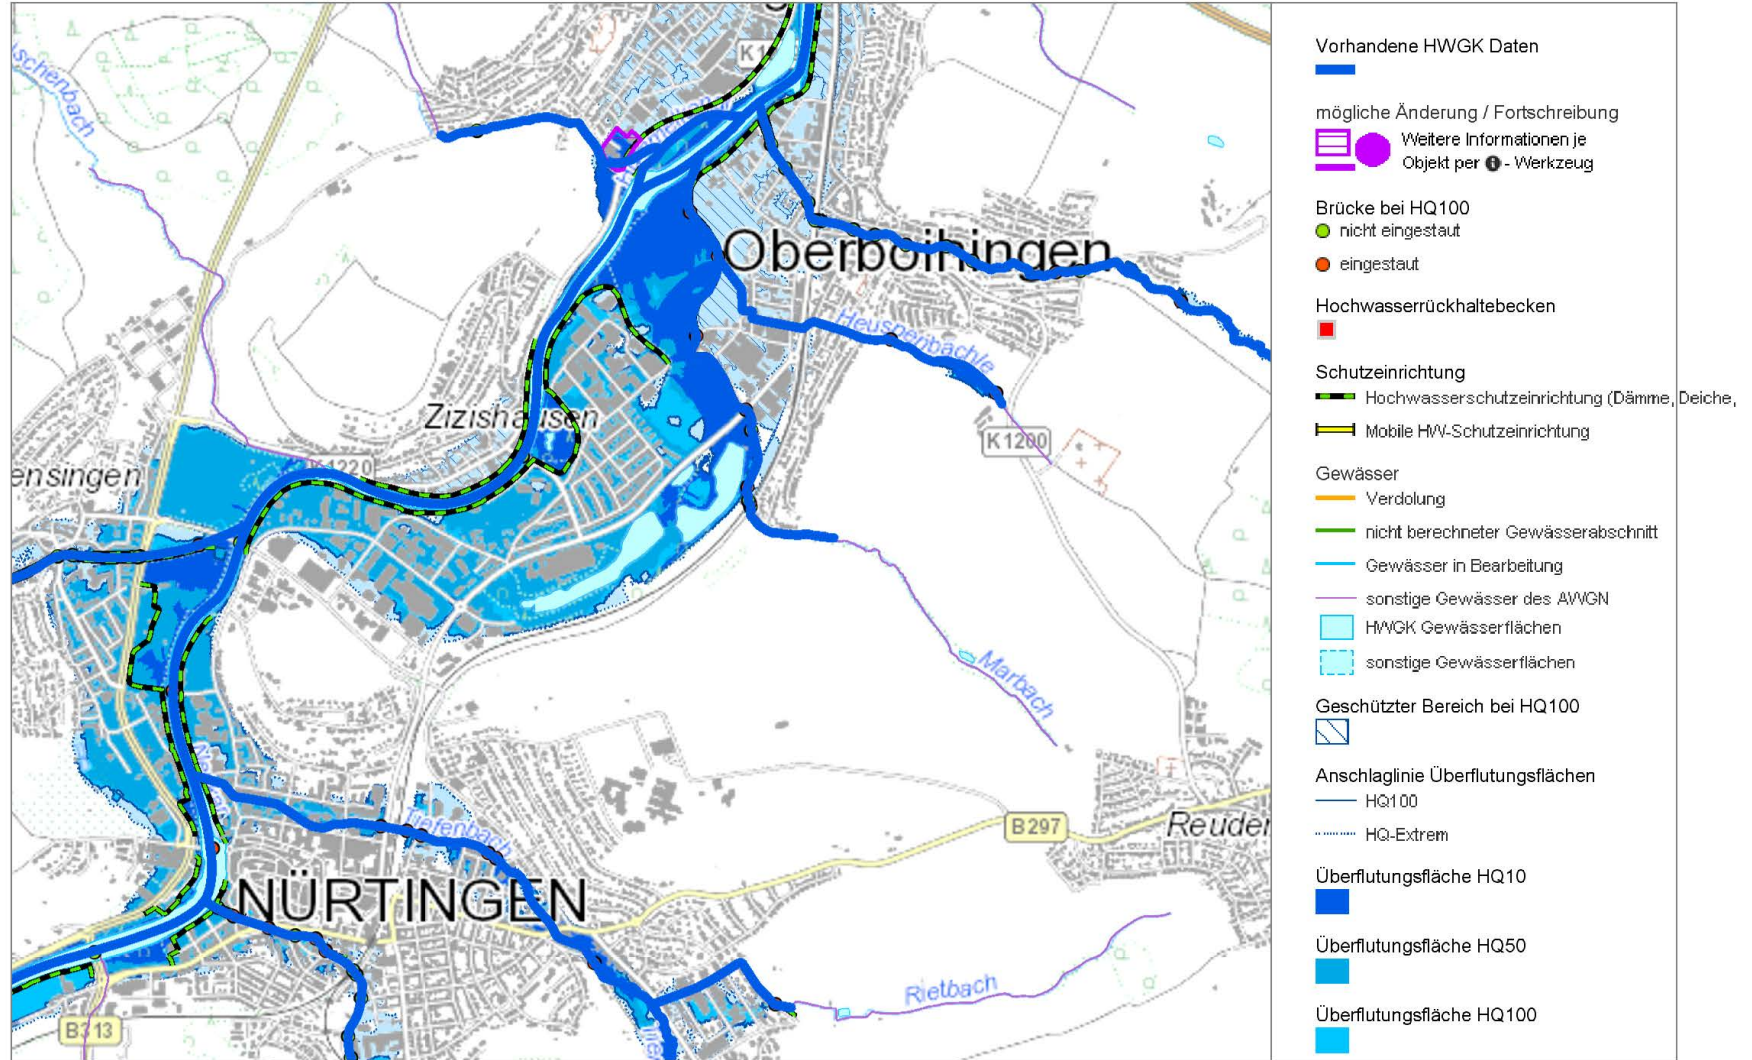 K1
Oberboihingen
Heusnenbächle
Zizishausen
ensingen
K 1200
Marbach
B297
Reuder
Tiefenbach
NÜRTINGEN
Rietbach
B313
Vorhandene HWGK Daten
mögliche Änderung / Fortschreibung
Weitere Informationen je
Objekt per i - Werkzeug
Brücke bei HQ100
nicht eingestaut
eingestaut
Hochwasserrückhaltebecken
Schutzeinrichtung
Hochwasserschutzeinrichtung (Dämme, Deiche,
Mobile HW-Schutzeinrichtung
Gewässer
Verdolung
nicht berechneter Gewässerabschnitt
Gewässer in Bearbeitung
sonstige Gewässer des AWGN
HWGK Gewässerflächen
sonstige Gewässerflächen
Geschützter Bereich bei HQ100
Anschlaglinie Überflutungsflächen
HQ100
HQ-Extrem
Überflutungsfläche HQ10
Überflutungsfläche HQ50
Überflutungsfläche HQ100